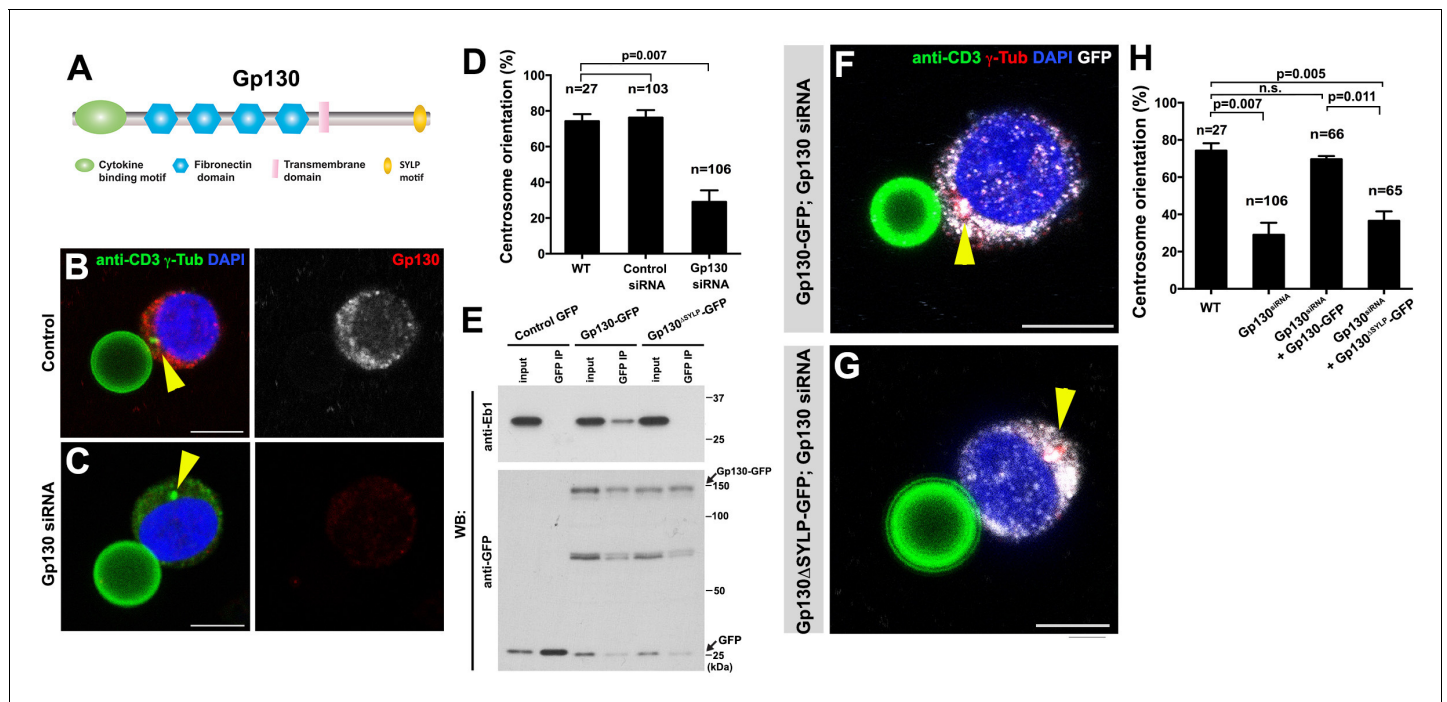 A
Gp130
Cytokine
binding motif
Fibronectin
domain
Transmembrane
domain
SYLP
motif
B
anti-CD3 γ-Tub DAPI
Gp130
Control
C
Gp130 siRNA
D
Centrosome orientation (%)
p=0.007
n=27
n=103
n=106
100
80
60
40
20
0
WT
Control
siRNA
Gp130
siRNA
E
Control GFP
Gp130-GFP
Gp130ΔSYLP-GFP
input
GFP IP
input
GFP IP
input
GFP IP
WB:
anti-Eb1
37
25
anti-GFP
Gp130-GFP
150
100
50
GFP
25
(kDa)
F
anti-CD3 γ-Tub DAPI GFP
Gp130-GFP; Gp130 siRNA
G
Gp130ΔSYLP-GFP; Gp130 siRNA
H
Centrosome orientation (%)
p=0.005
n.s.
p=0.007
p=0.011
n=27
n=106
n=66
n=65
100
80
60
40
20
0
WT
Gp130siRNA
Gp130siRNA
+ Gp130-GFP
Gp130siRNA
+ Gp130ΔSYLP-GFP